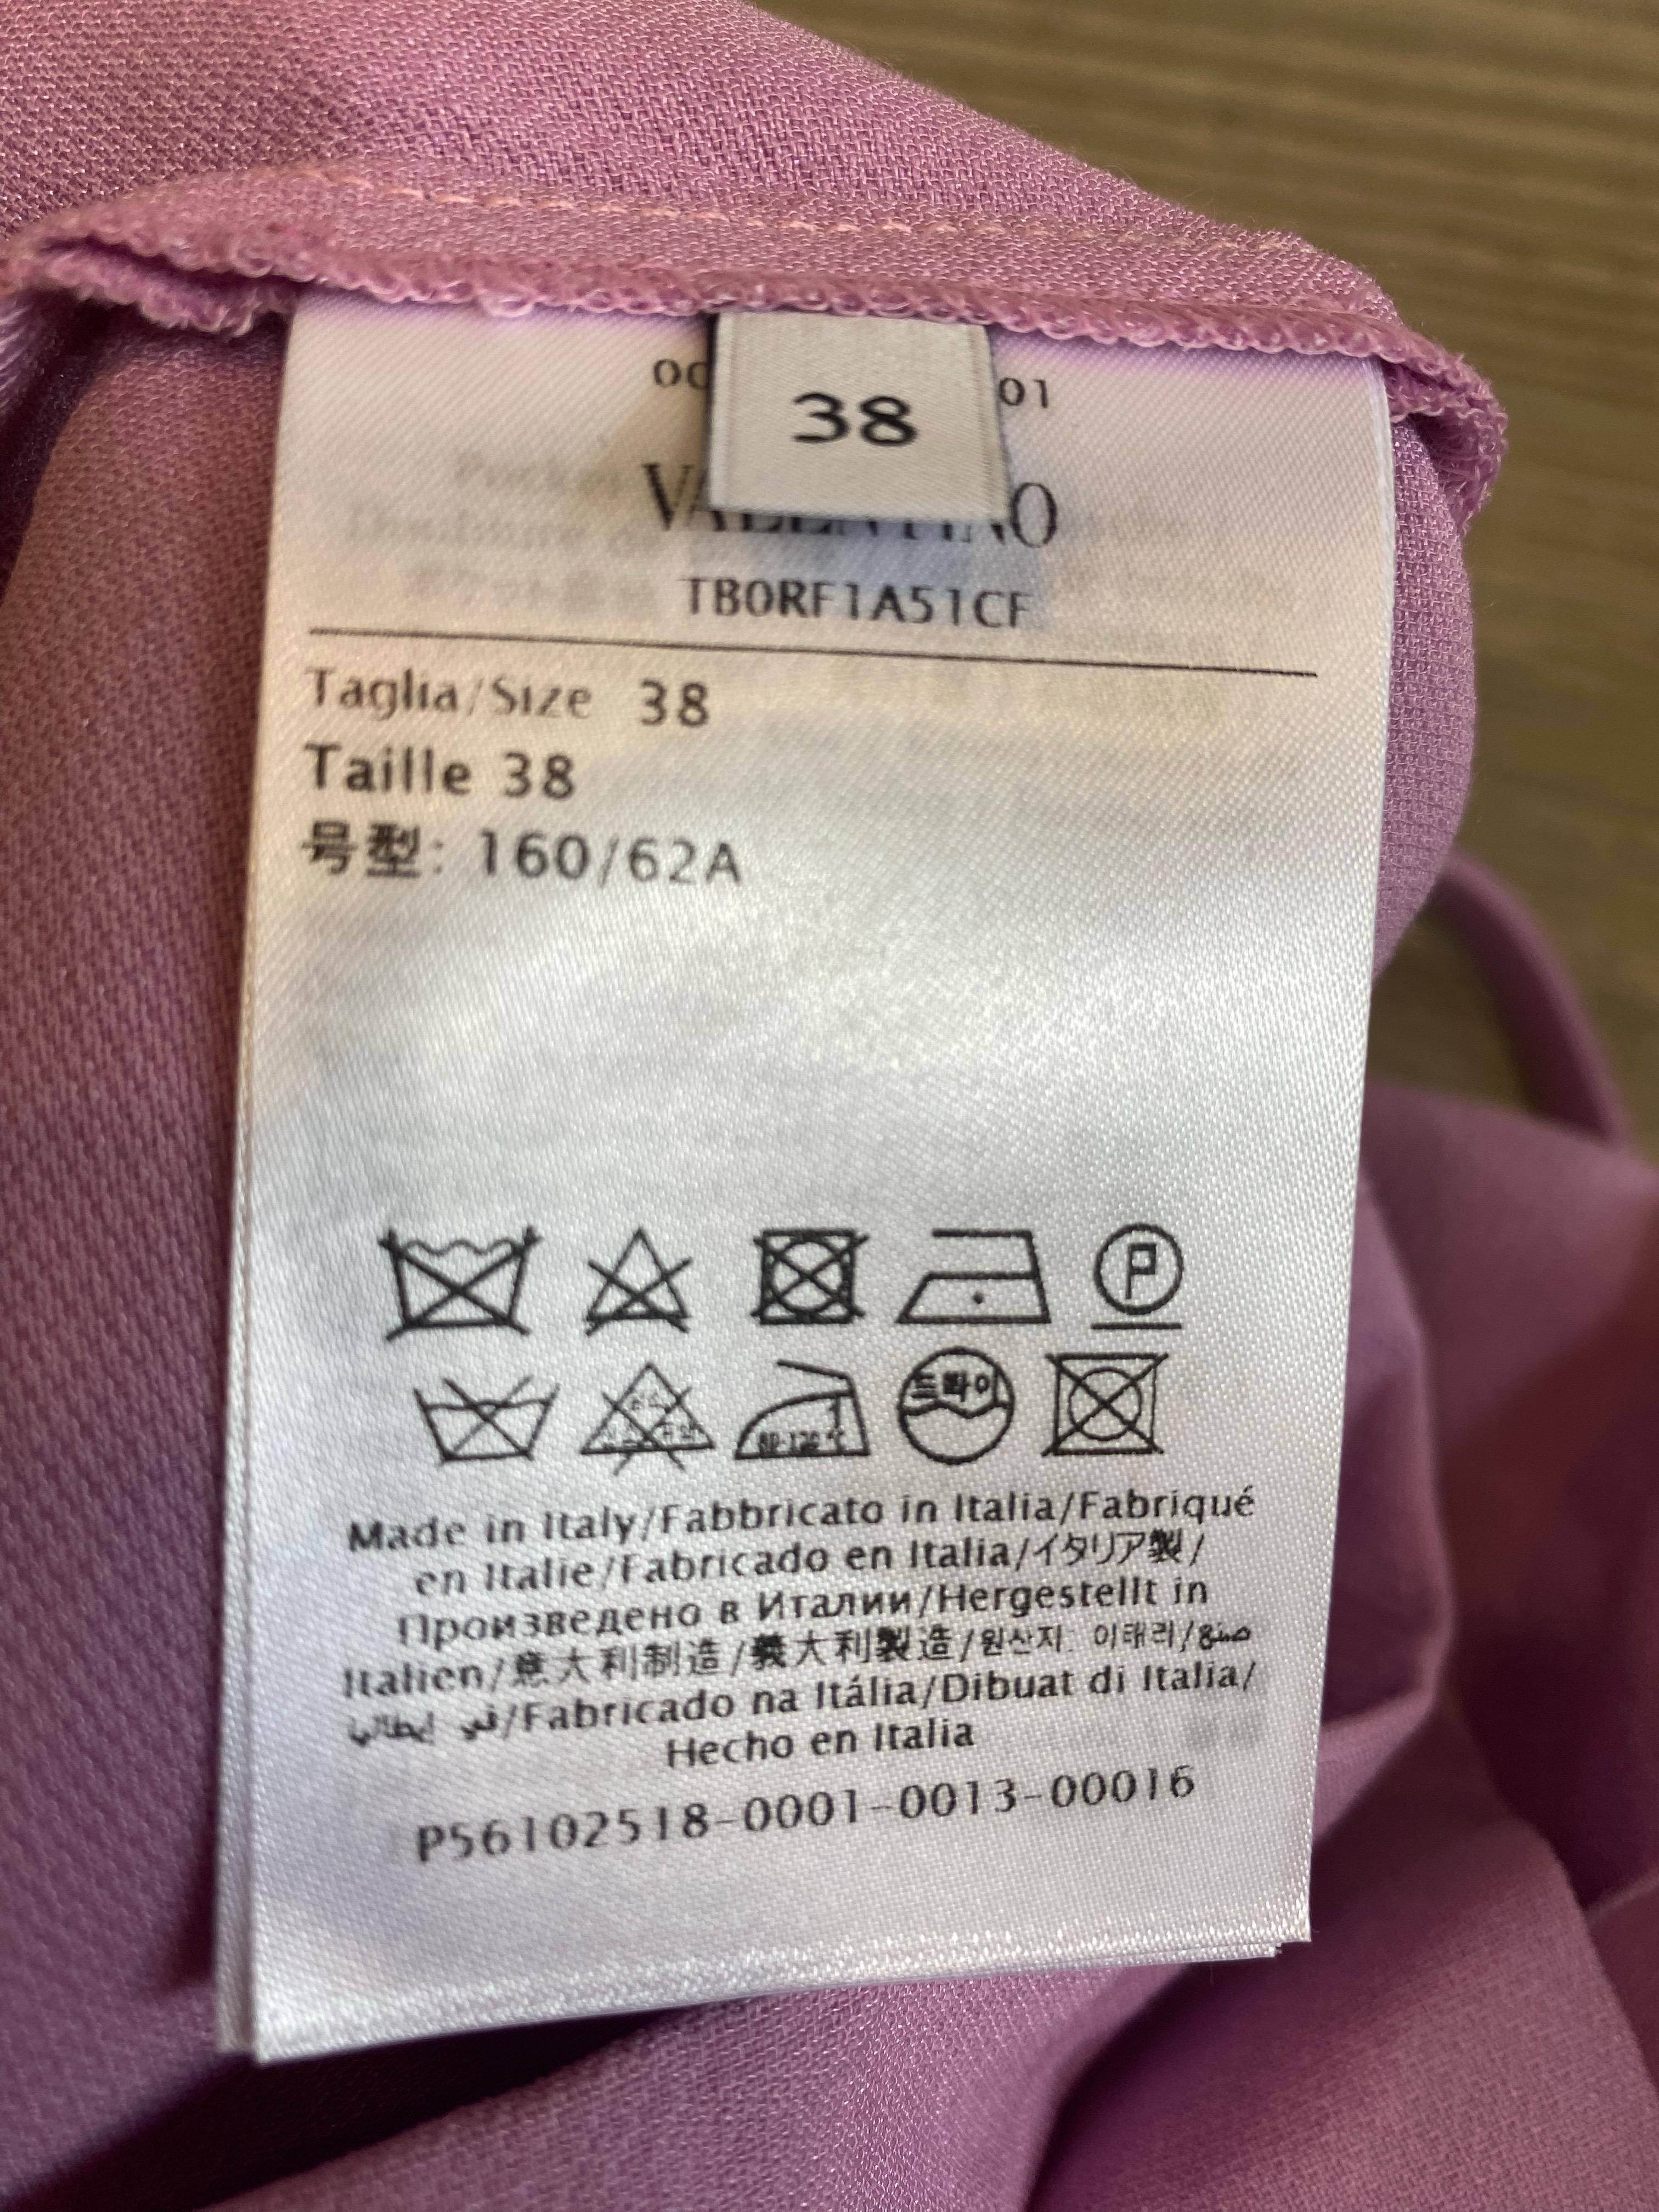 38
VALENTINO
TB0RF1A51CF
Taglia/Size 38
Taille 38
号型: 160/62A
P
드라이
Made in Italy/Fabbricato in Italia/Fabriqué
en Italie/Fabricado en Italia/イタリア製/
Произведено в Италии/Hergestellt in
Italien/意大利制造/義大利製造/원산지: 이태리/صنع
في إيطاليا/Fabricado na Itália/Dibuat di Italia/
Hecho en Italia
P56102518-0001-0013-00016